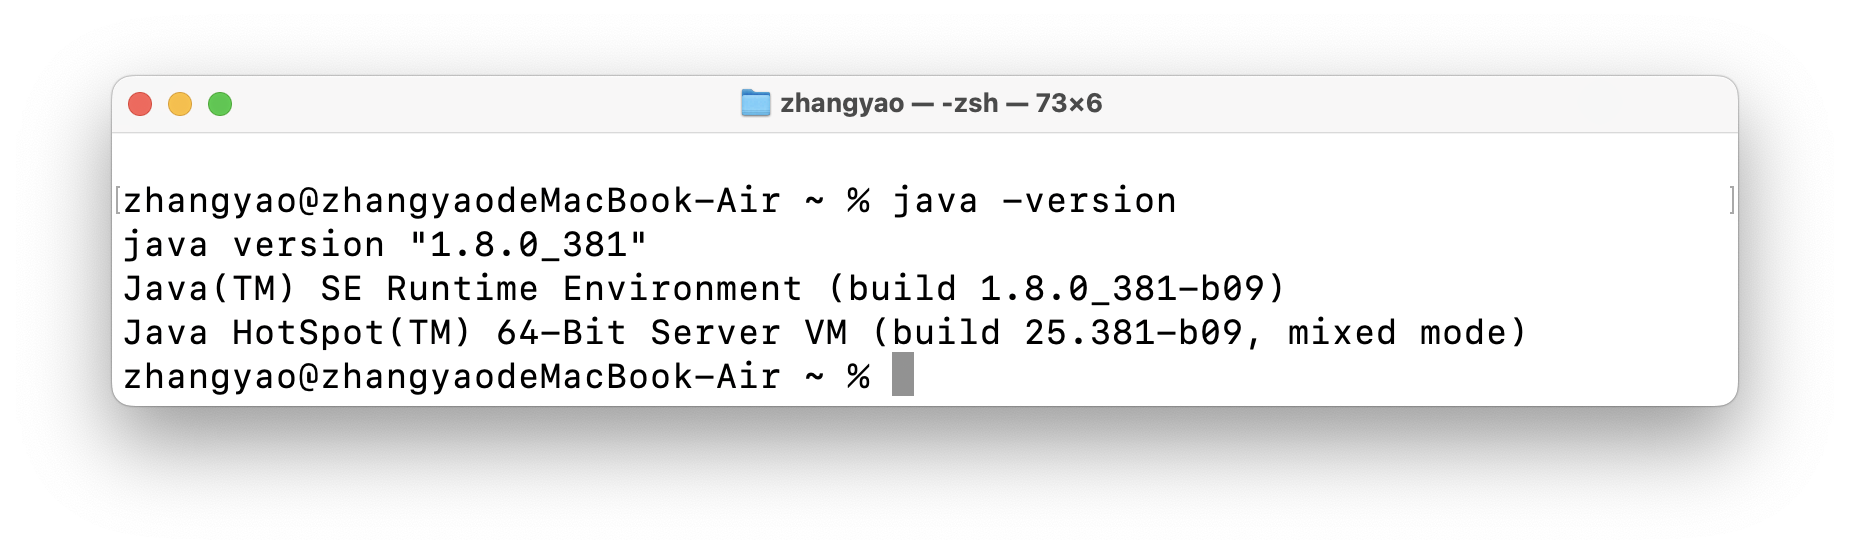 zhangyao — -zsh — 73×6
zhangyao@zhangyaodeMacBook-Air ~ % java -version
java version "1.8.0_381"
Java(TM) SE Runtime Environment (build 1.8.0_381-b09)
Java HotSpot(TM) 64-Bit Server VM (build 25.381-b09, mixed mode)
zhangyao@zhangyaodeMacBook-Air ~ %